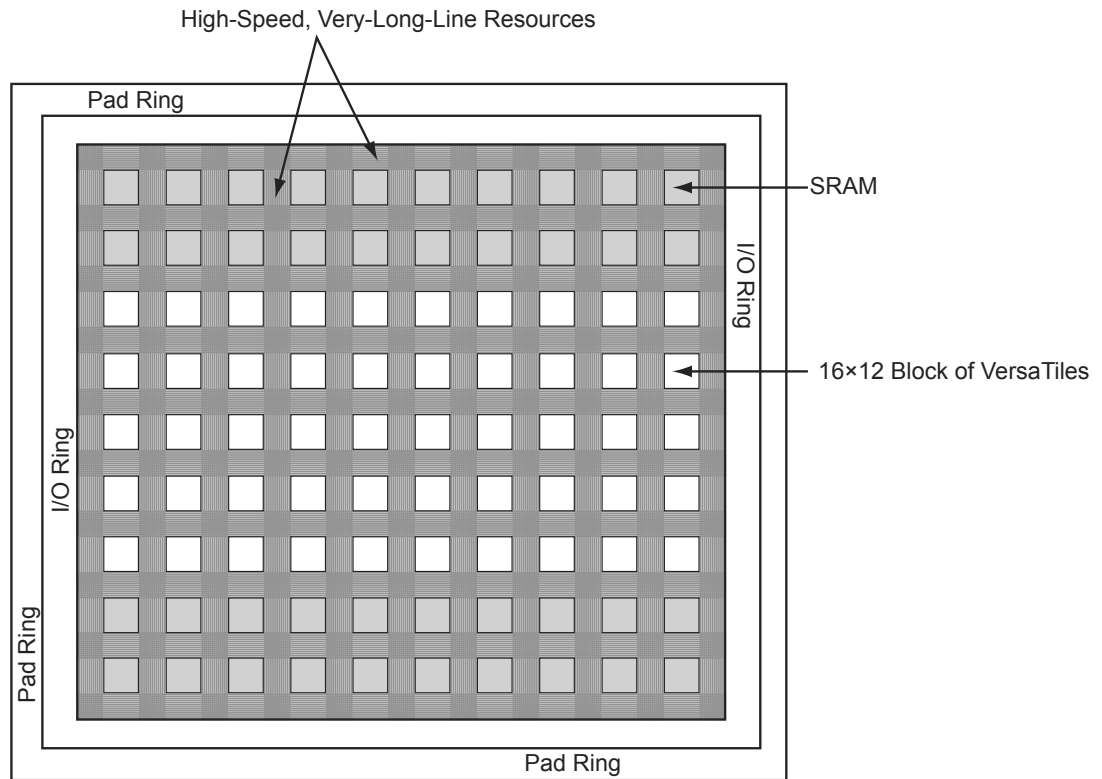 High-Speed, Very-Long-Line Resources
Pad Ring
SRAM
I/O Ring
16×12 Block of VersaTiles
I/O Ring
Pad Ring
Pad Ring